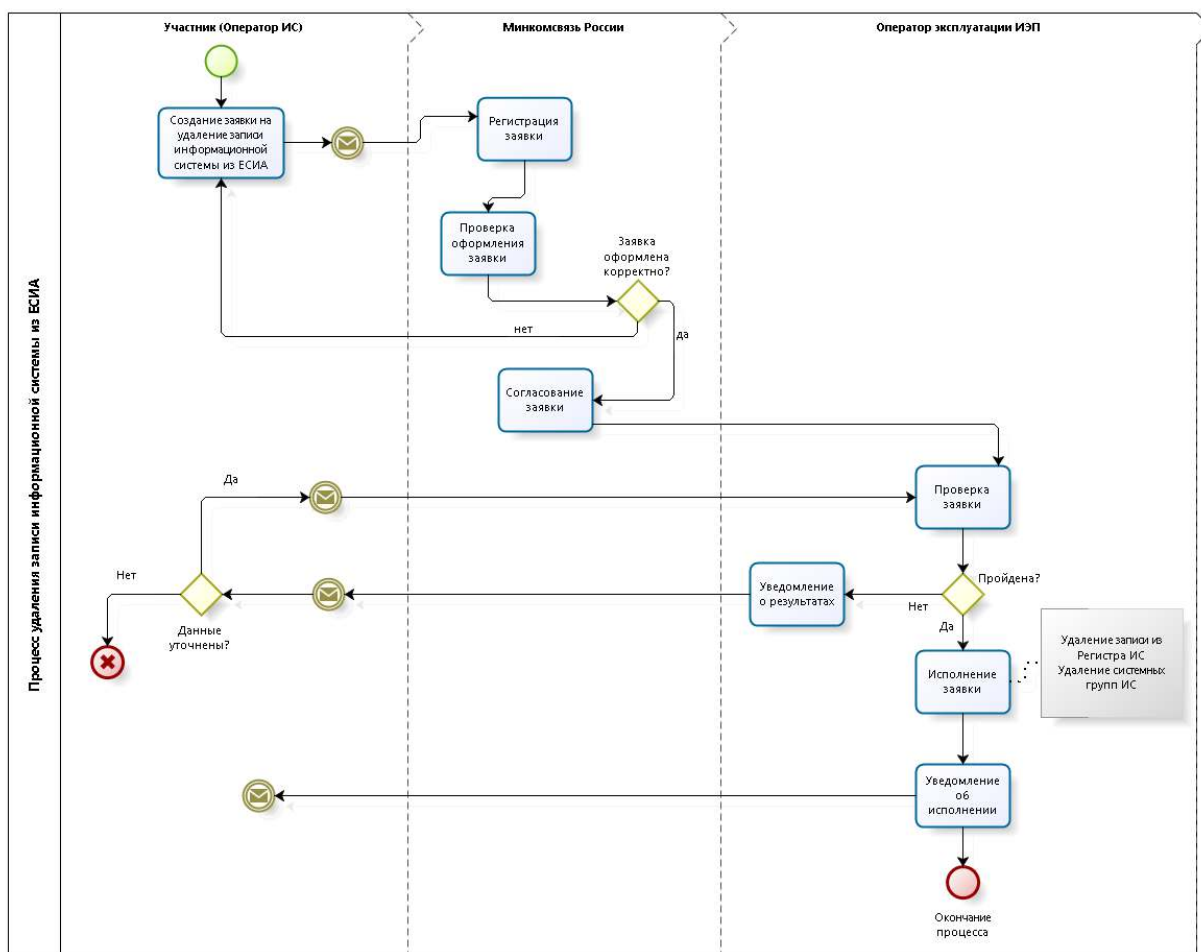 Процесс удаления записи информационной системы из ЕСИА
Участник (Оператор ИС)
Минкомсвязь России
Оператор эксплуатации ИЭП
Создание заявки на
удаление записи
информационной
системы из ЕСИА
Регистрация
заявки
Проверка
оформления
заявки
Заявка
оформлена
корректно?
нет
да
Согласование
заявки
Да
Проверка
заявки
Нет
Данные
уточнены?
Уведомление
о результатах
Пройдена?
Нет
Да
Исполнение
заявки
Удаление записи из
Регистра ИС
Удаление системных
групп ИС
Уведомление
об
исполнении
Окончание
процесса